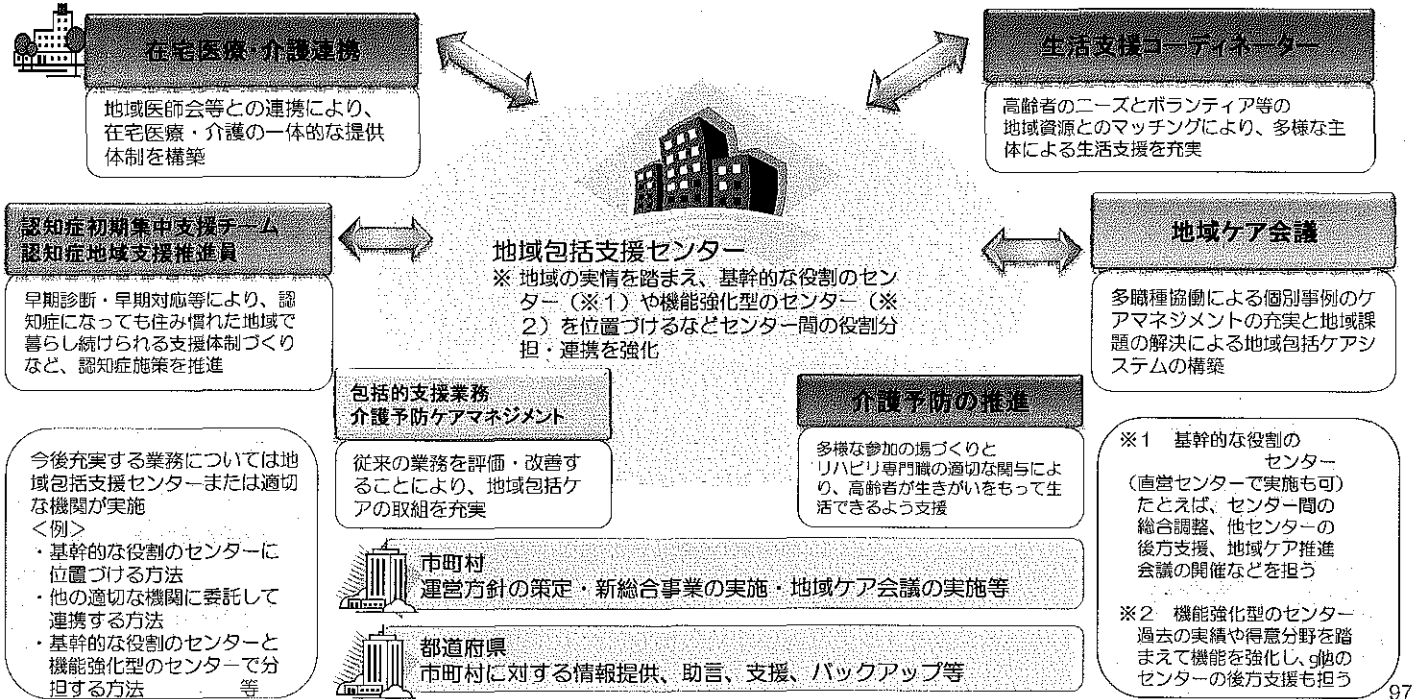 在宅医療・介護連携
地域医師会等との連携により、
在宅医療・介護の一体的な提供
体制を構築
生活支援コーディネーター
高齢者のニーズとボランティア等の
地域資源とのマッチングにより、多様な主
体による生活支援を充実
認知症初期集中支援チーム
認知症地域支援推進員
早期診断・早期対応等により、認
知症になっても住み慣れた地域で
暮らし続けられる支援体制づくり
など、認知症施策を推進
地域包括支援センター
※ 地域の実情を踏まえ、基幹的な役割のセン
ター（※１）や機能強化型のセンター（※
２）を位置づけるなどセンター間の役割分
担・連携を強化
地域ケア会議
多職種協働による個別事例のケ
アマネジメントの充実と地域課
題の解決による地域包括ケアシ
ステムの構築
包括的支援業務
介護予防ケアマネジメント
従来の業務を評価・改善す
ることにより、地域包括ケ
アの取組を充実
介護予防の推進
多様な参加の場づくりと
リハビリ専門職の適切な関与によ
り、高齢者が生きがいをもって生
活できるよう支援
今後充実する業務については地
域包括支援センターまたは適切
な機関が実施
＜例＞
・基幹的な役割のセンターに
位置づける方法
・他の適切な機関に委託して
連携する方法
・基幹的な役割のセンターと
機能強化型のセンターで分
担する方法 等
市町村
運営方針の策定・新総合事業の実施・地域ケア会議の実施等
都道府県
市町村に対する情報提供、助言、支援、バックアップ等
※１ 基幹的な役割の
センター
（直営センターで実施も可）
たとえば、センター間の
総合調整、他センターの
後方支援、地域ケア推進
会議の開催などを担う
※２ 機能強化型のセンター
過去の実績や得意分野を踏
まえて機能を強化し、g他の
センターの後方支援も担う
97